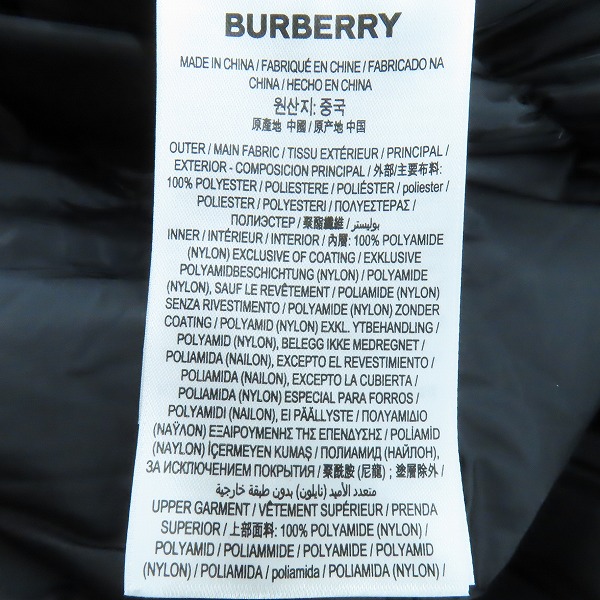 BURBERRY
MADE IN CHINA / FABRIQUÉ EN CHINE / FABRICADO NA
CHINA / HECHO EN CHINA
원산지: 중국
原產地 中國 / 原产地 中国
OUTER / MAIN FABRIC / TISSU EXTÉRIEUR / PRINCIPAL /
EXTERIOR - COMPOSICION PRINCIPAL / 外部/主要布料:
100% POLYESTER / POLIESTERE / POLIÉSTER / poliester /
POLIESTER / POLYESTERI / ΠΟΛΥΕΣΤΕΡΑΣ /
ПОЛИЭСТЕР / 聚酯纖維 / بوليستر /
INNER / INTÉRIEUR / INTERIOR / 內層: 100% POLYAMIDE
(NYLON) EXCLUSIVE OF COATING / EXKLUSIVE
POLYAMIDBESCHICHTUNG (NYLON) / POLYAMIDE
(NYLON), SAUF LE REVÊTEMENT / POLIAMIDE (NYLON)
SENZA RIVESTIMENTO / POLYAMIDE (NYLON) ZONDER
COATING / POLYAMID (NYLON) EXKL. YTBEHANDLING /
POLYAMID (NYLON), BELEGG IKKE MEDREGNET /
POLIAMIDA (NAILON), EXCEPTO EL REVESTIMIENTO /
POLIAMIDA (NAILON), EXCEPTO LA CUBIERTA /
POLIAMIDA (NYLON) ESPECIAL PARA FORROS /
POLYAMIDI (NAILON), EI PÄÄLLYSTE / ΠΟΛΥΑΜΙΔΙΟ
(ΝΑΫΛΟΝ) ΕΞΑΙΡΟΥΜΕΝΗΣ ΤΗΣ ΕΠΕΝΔΥΣΗΣ / POLİAMİD
(NAYLON) İÇERMEYEN KUMAŞ / ПОЛИАМИД (НАЙЛОН),
ЗА ИСКЛЮЧЕНИЕМ ПОКРЫТИЯ / 聚酰胺 (尼龍) ; 塗層除外 /
متعدد الأميد (نايلون) بدون طبقة خارجية
UPPER GARMENT / VÊTEMENT SUPÉRIEUR / PRENDA
SUPERIOR / 上部面料: 100% POLYAMIDE (NYLON) /
POLYAMID / POLIAMMIDE / POLYAMIDE / POLYAMID
(NYLON) / POLIAMIDA / poliamida / POLIAMIDA (NYLON) /